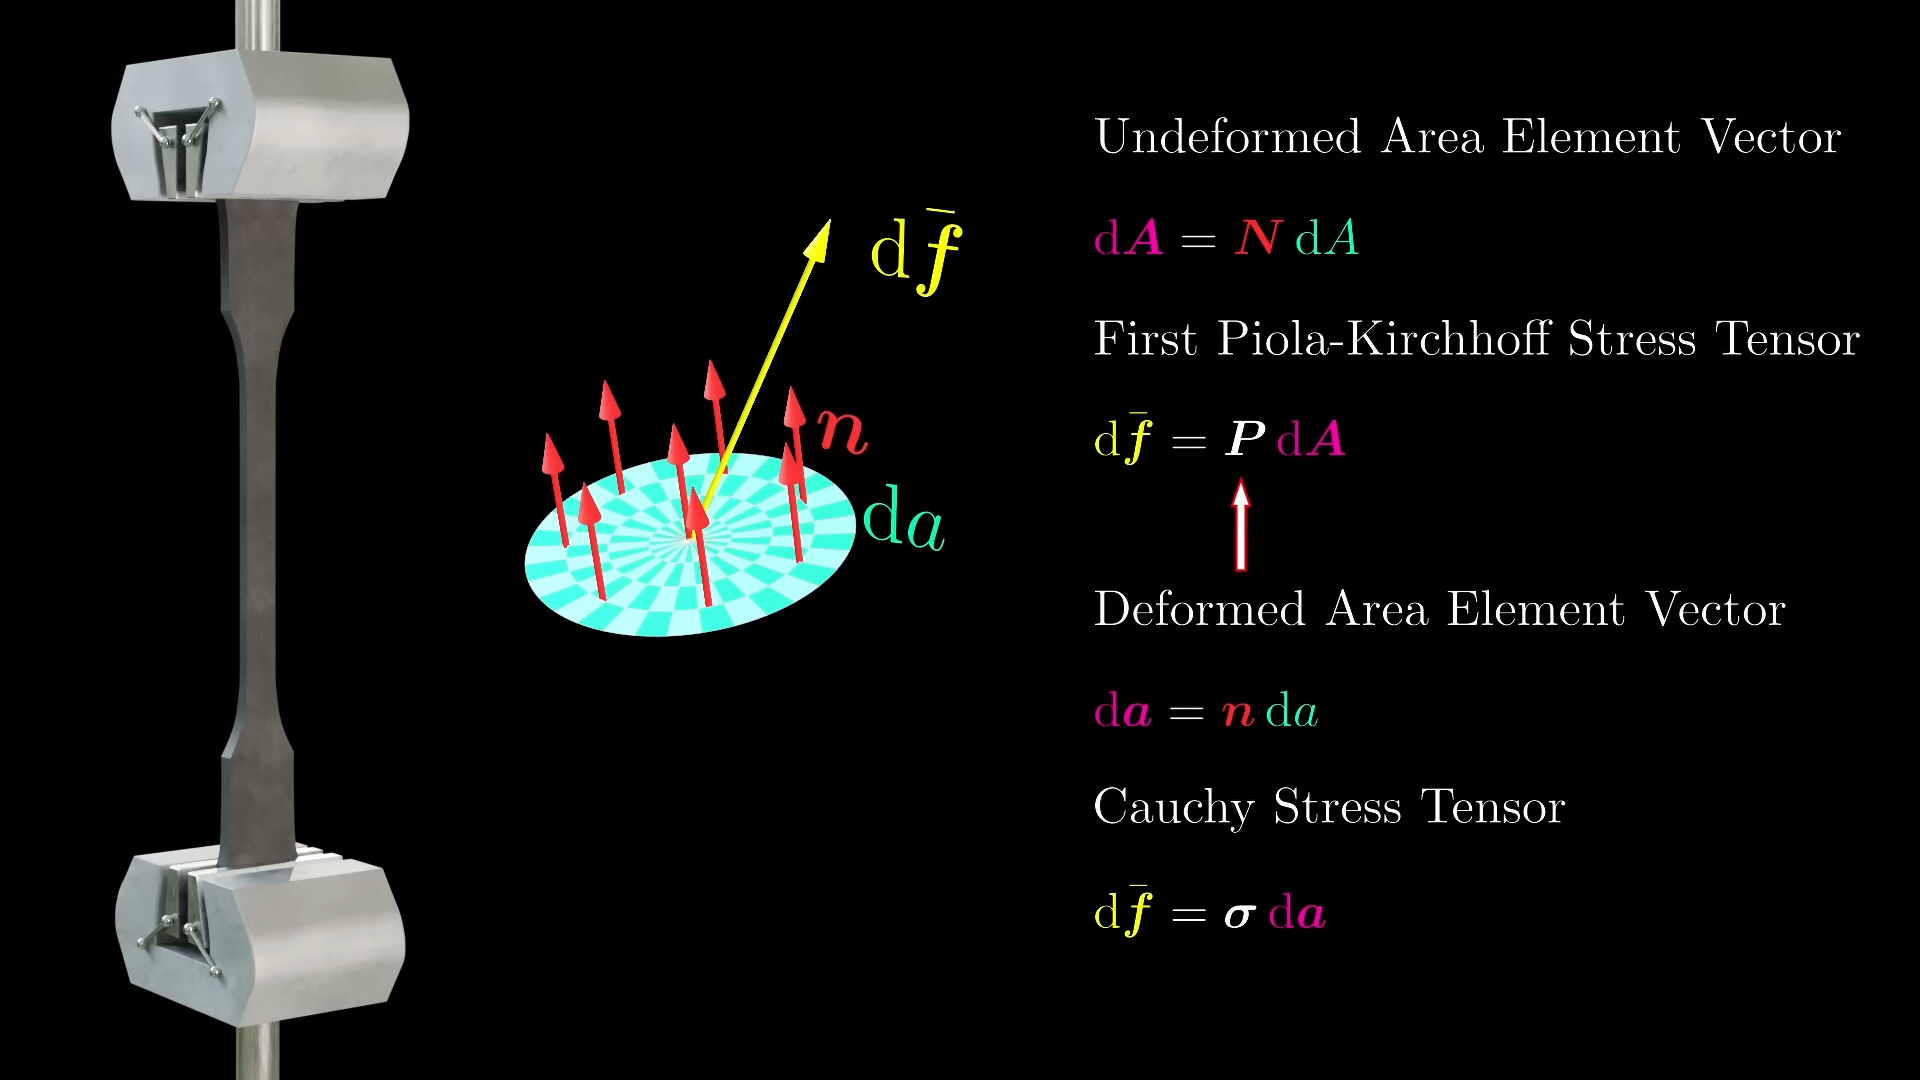 d𝒇̄
𝒏
d𝑎
Undeformed Area Element Vector
d𝑨 = 𝑵 d𝐴
First Piola-Kirchhoff Stress Tensor
d𝒇̄ = 𝑷 d𝑨
Deformed Area Element Vector
d𝒂 = 𝒏 d𝑎
Cauchy Stress Tensor
d𝒇̄ = 𝝈 d𝒂